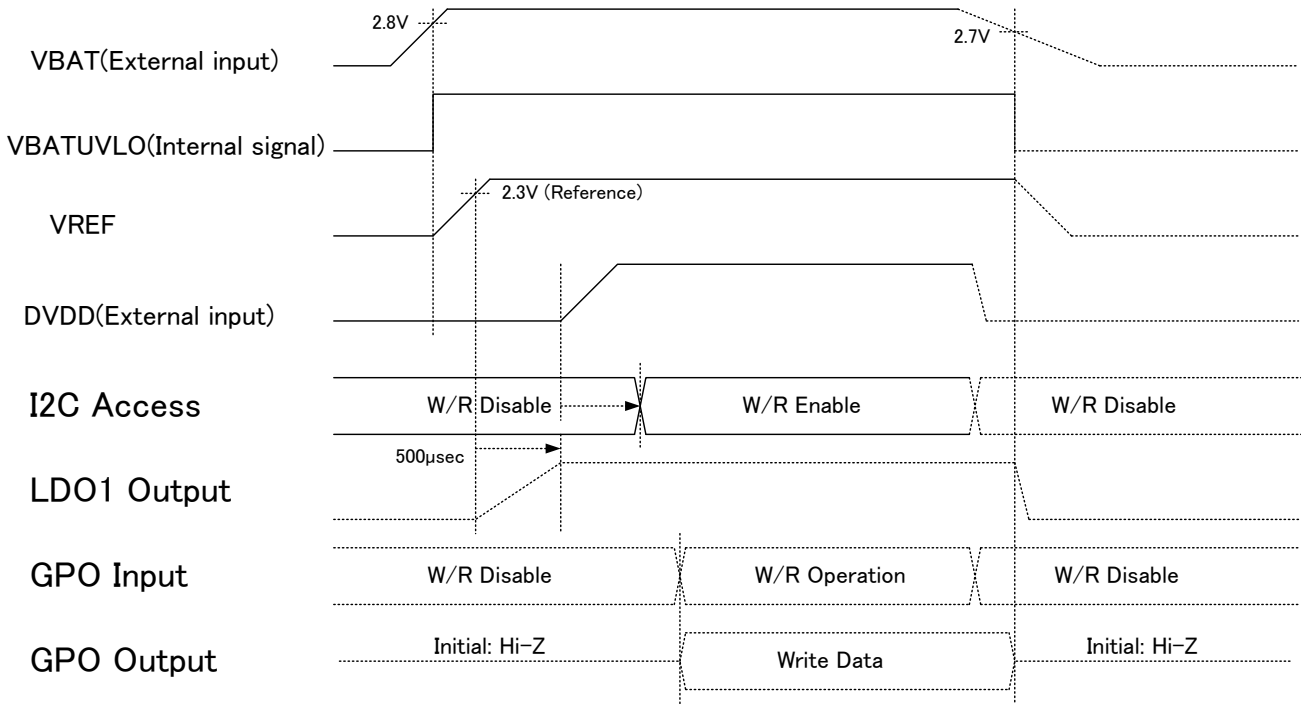 2.8V
2.7V
VBAT(External input)
VBATUVLO(Internal signal)
2.3V (Reference)
VREF
DVDD(External input)
I2C Access
W/R Disable
W/R Enable
W/R Disable
500μsec
LDO1 Output
GPO Input
W/R Disable
W/R Operation
W/R Disable
GPO Output
Initial: Hi-Z
Write Data
Initial: Hi-Z